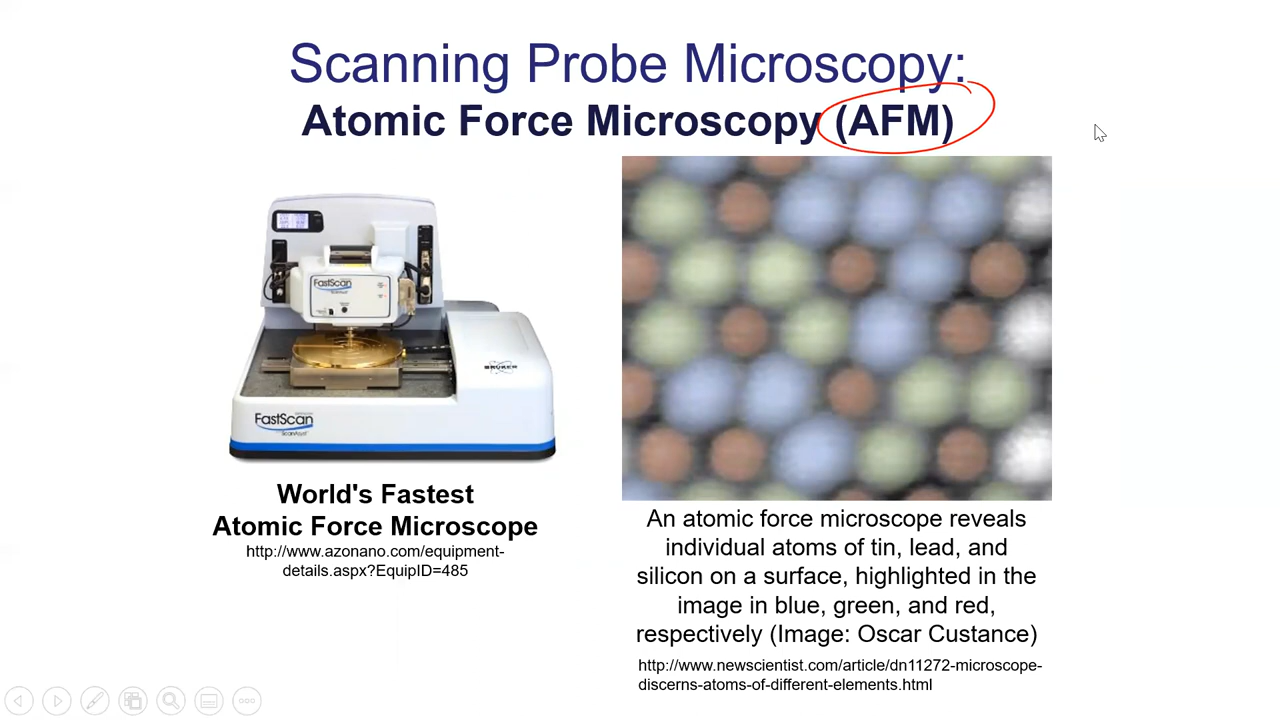 Scanning Probe Microscopy:
Atomic Force Microscopy (AFM)
FastScan
BRUKER
FastScan
ScanAsyst
World's Fastest
Atomic Force Microscope
http://www.azonano.com/equipment-
details.aspx?EquipID=485
An atomic force microscope reveals
individual atoms of tin, lead, and
silicon on a surface, highlighted in the
image in blue, green, and red,
respectively (Image: Oscar Custance)
http://www.newscientist.com/article/dn11272-microscope-
discerns-atoms-of-different-elements.html